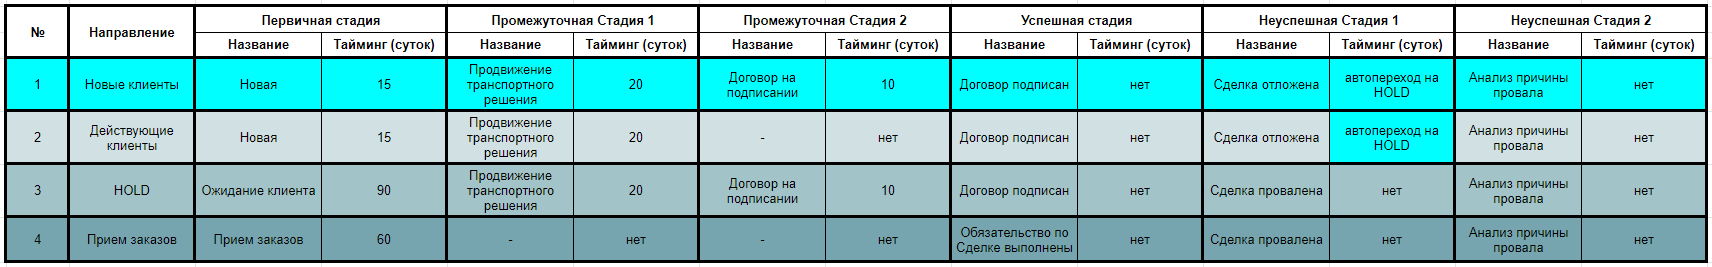 № Направление Первичная стадия Промежуточная Стадия 1 Промежуточная Стадия 2 Успешная стадия Неуспешная Стадия 1 Неуспешная Стадия 2
Название Тайминг (суток) Название Тайминг (суток) Название Тайминг (суток) Название Тайминг (суток) Название Тайминг (суток) Название Тайминг (суток)
1 Новые клиенты Новая 15 Продвижение транспортного решения 20 Договор на подписании 10 Договор подписан нет Сделка отложена автопереход на HOLD Анализ причины провала нет
2 Действующие клиенты Новая 15 Продвижение транспортного решения 20 - нет Договор подписан нет Сделка отложена автопереход на HOLD Анализ причины провала нет
3 HOLD Ожидание клиента 90 Продвижение транспортного решения 20 Договор на подписании 10 Договор подписан нет Сделка провалена нет Анализ причины провала нет
4 Прием заказов Прием заказов 60 - нет - нет Обязательство по Сделке выполнены нет Сделка провалена нет Анализ причины провала нет